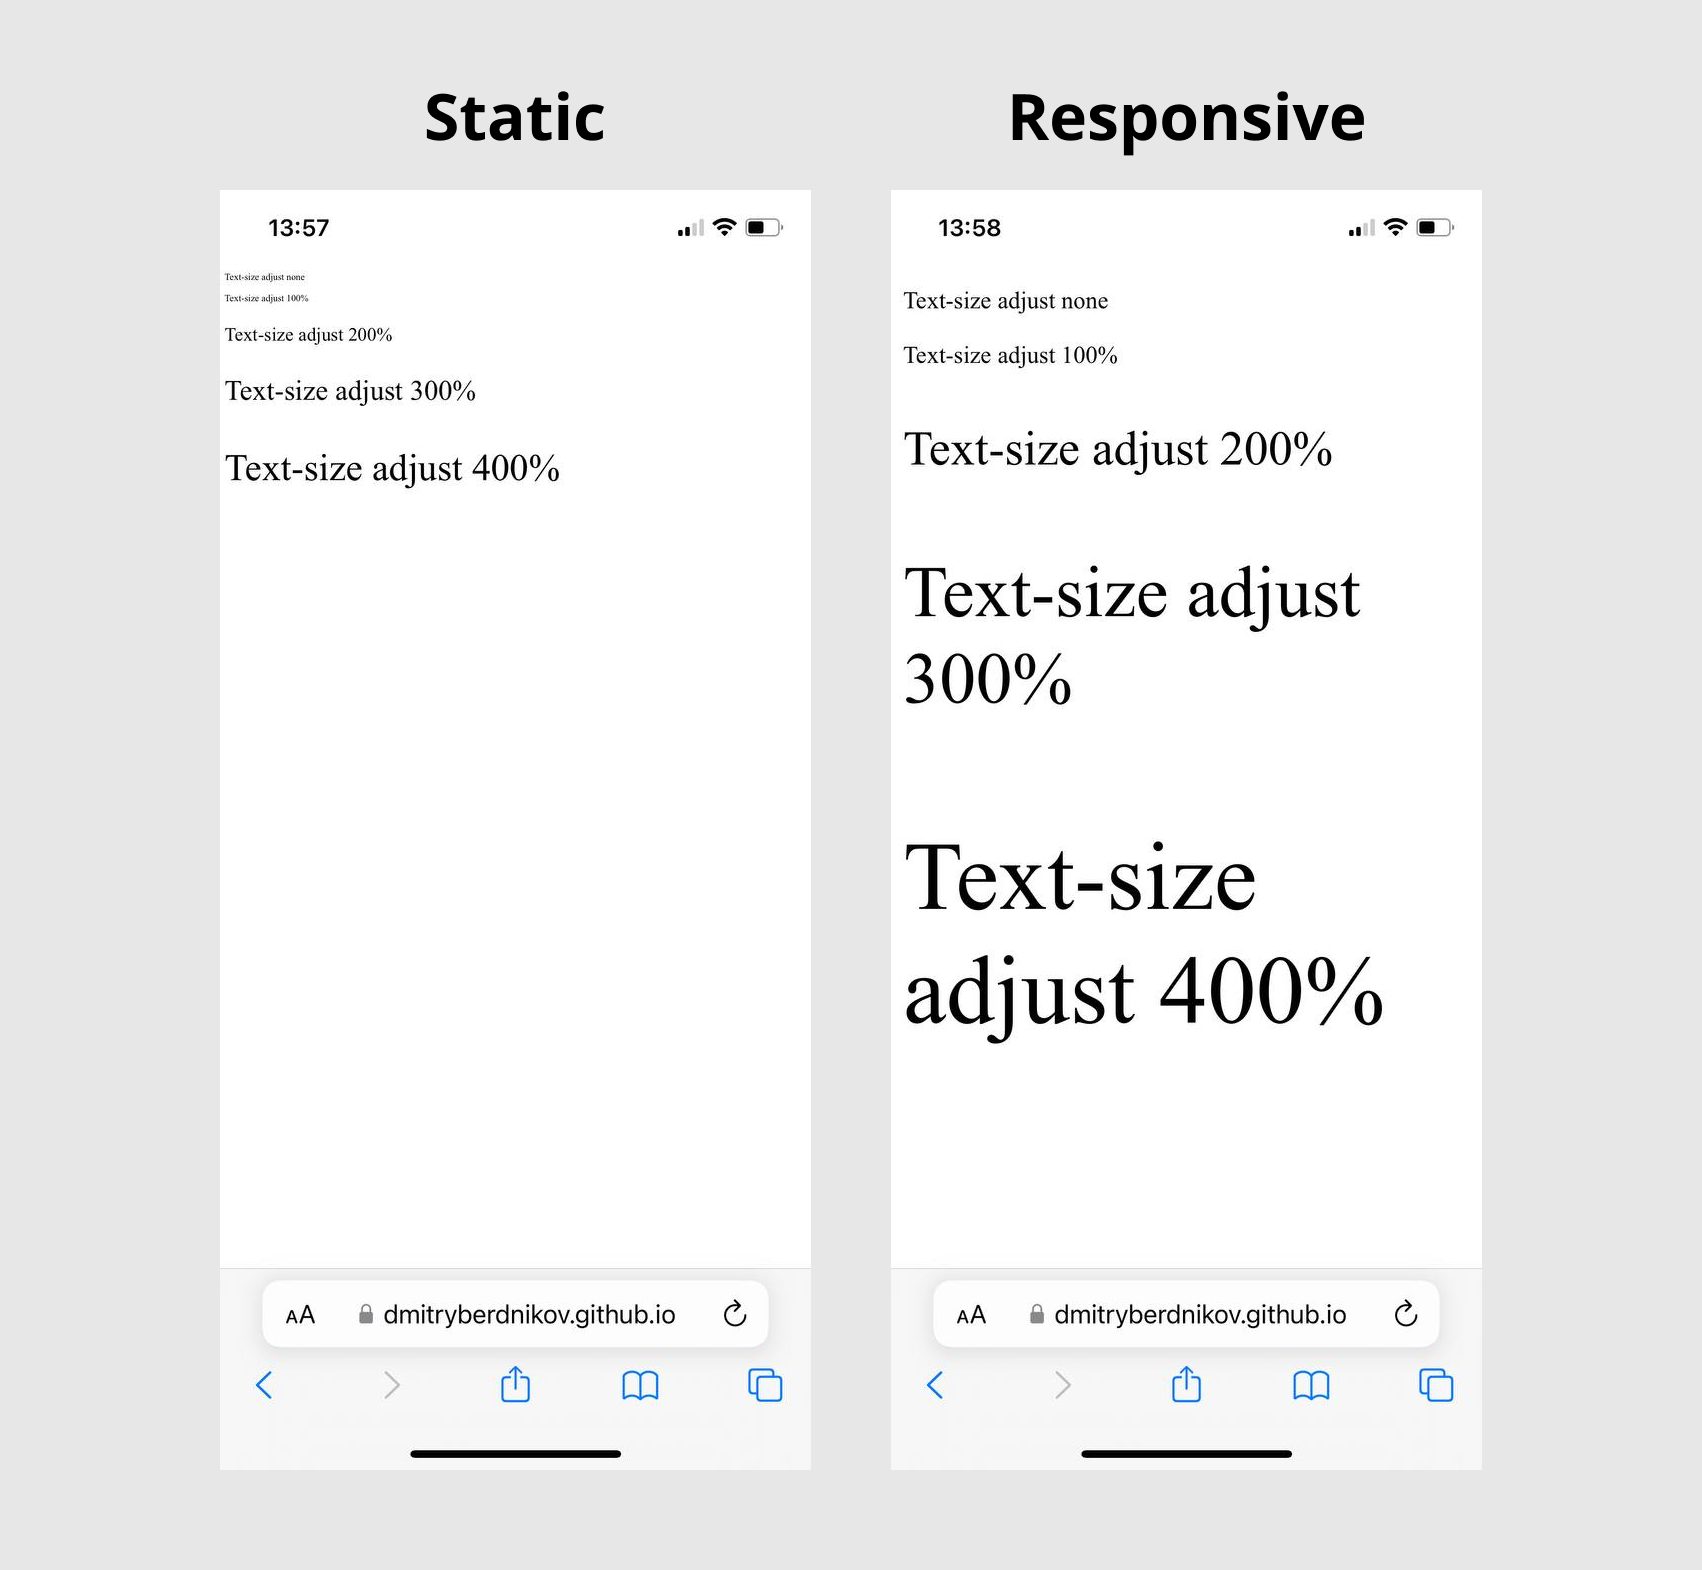 Static
13:57
Text-size adjust none
Text-size adjust 100%
Text-size adjust 200%
Text-size adjust 300%
Text-size adjust 400%
AA dmitryberdnikov.github.io
Responsive
13:58
Text-size adjust none
Text-size adjust 100%
Text-size adjust 200%
Text-size adjust
300%
Text-size
adjust 400%
AA dmitryberdnikov.github.io